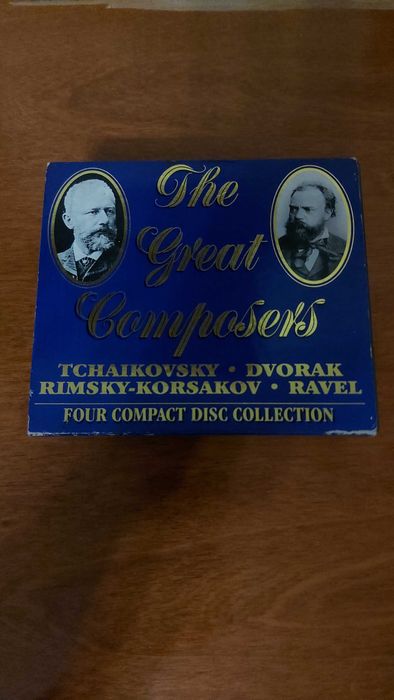 The
Great
Composers
TCHAIKOVSKY • DVORAK
RIMSKY-KORSAKOV • RAVEL
FOUR COMPACT DISC COLLECTION